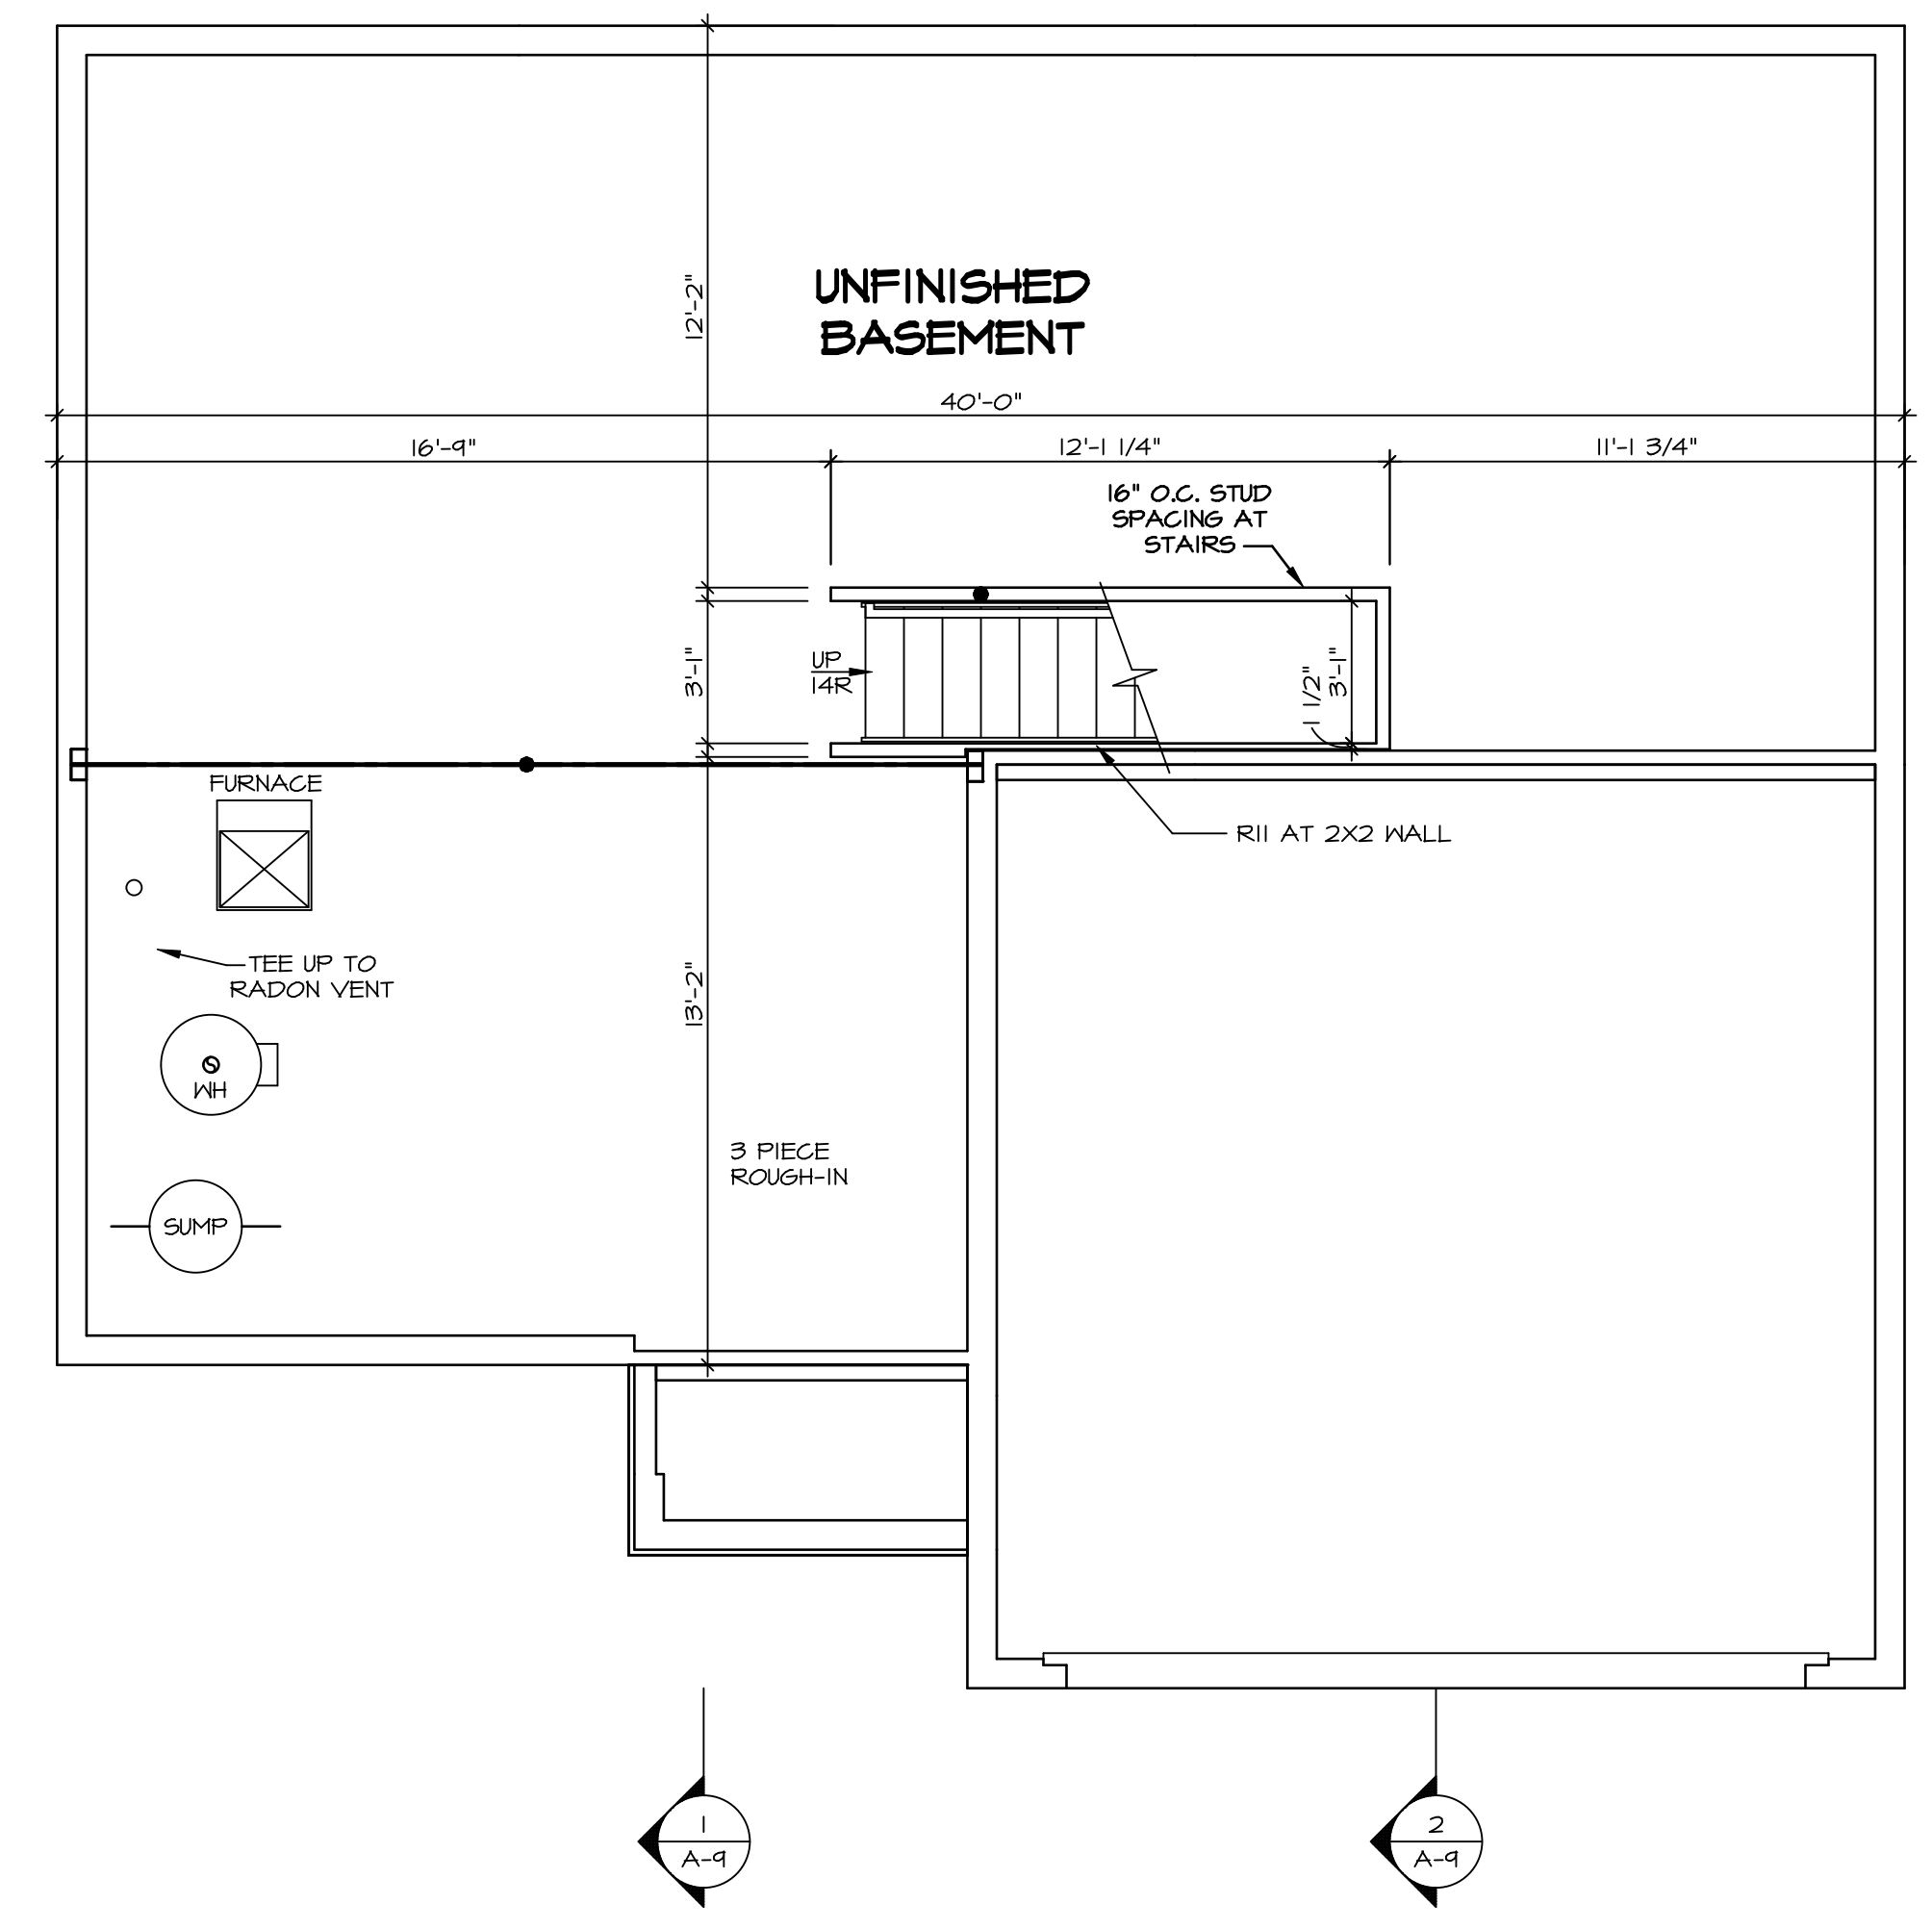 12'-2"
UNFINISHED
BASEMENT
40'-0"
16'-9"
12'-1 1/4"
11'-1 3/4"
16" O.C. STUD
SPACING AT
STAIRS
UP
14R
3'-1"
1 1/2"
3'-1"
FURNACE
R11 AT 2X2 WALL
TEE UP TO
RADON VENT
13'-2"
WH
3 PIECE
ROUGH-IN
SUMP
1
A-9
2
A-9